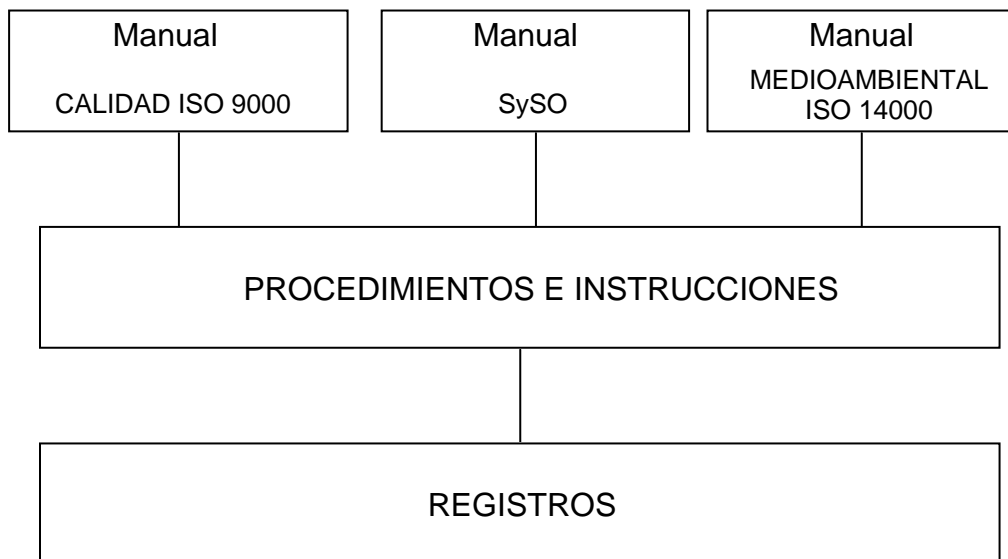 Manual
CALIDAD ISO 9000
Manual
SySO
Manual
MEDIOAMBIENTAL
ISO 14000
PROCEDIMIENTOS E INSTRUCCIONES
REGISTROS